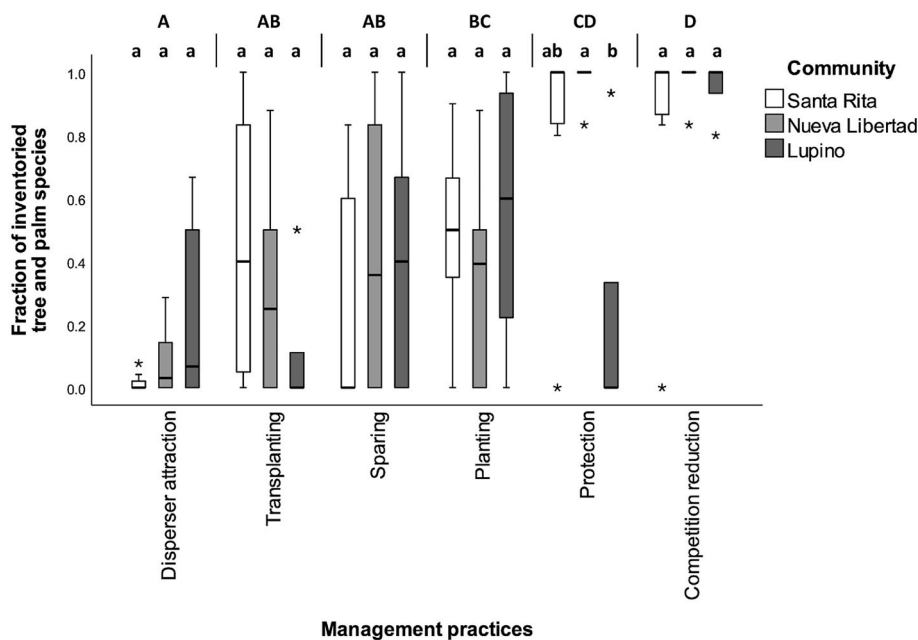 A AB AB BC CD D
a a a a a a a a a a a a ab a b a a a
Community
Santa Rita
Nueva Libertad
Lupino
Fraction of inventoried
tree and palm species
1.0
0.8
0.6
0.4
0.2
0.0
* * * * * * * * *
Disperser attraction
Transplanting
Sparing
Planting
Protection
Competition reduction
Management practices